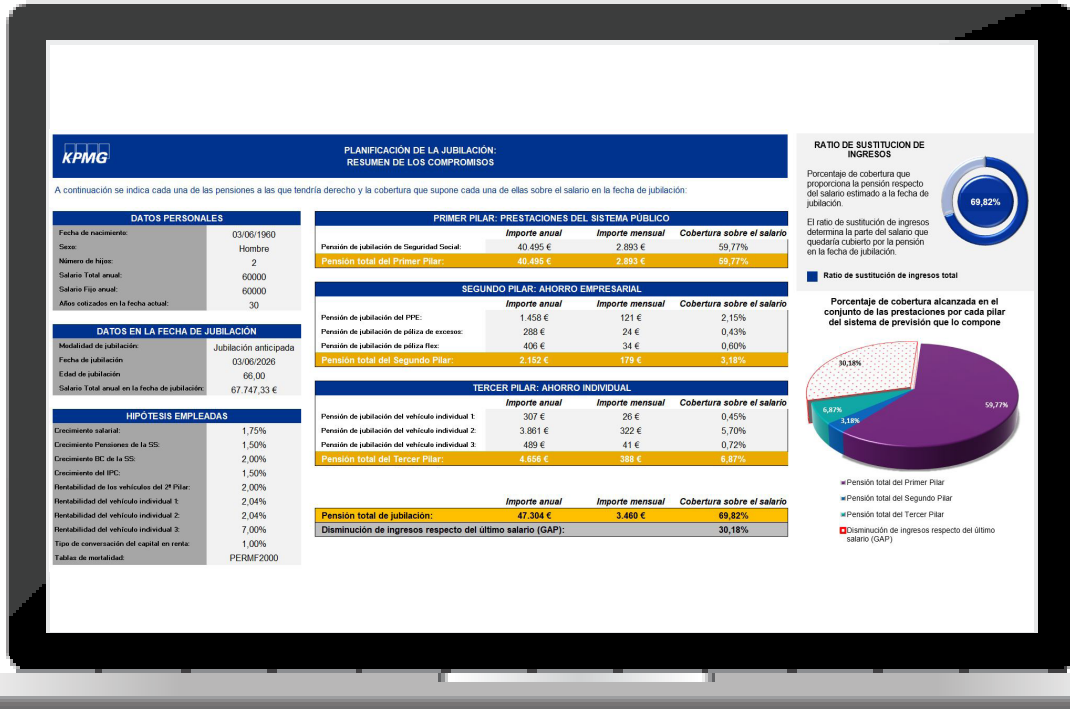 KPMG
PLANIFICACIÓN DE LA JUBILACIÓN:
RESUMEN DE LOS COMPROMISOS
A continuación se indica cada una de las pensiones a las que tendría derecho y la cobertura que supone cada una de ellas sobre el salario en la fecha de jubilación:
DATOS PERSONALES
Fecha de nacimiento: 03/06/1960
Sexo: Hombre
Número de hijos: 2
Salario Total anual: 60000
Salario Fijo anual: 60000
Años cotizados en la fecha actual: 30
DATOS EN LA FECHA DE JUBILACIÓN
Modalidad de jubilación: Jubilación anticipada
Fecha de jubilación 03/06/2026
Edad de jubilación 66,00
Salario Total anual en la fecha de jubilación: 67.747,33 €
HIPÓTESIS EMPLEADAS
Crecimiento salarial: 1,75%
Crecimiento Pensiones de la SS: 1,50%
Crecimiento BC de la SS: 2,00%
Crecimiento del IPC: 1,50%
Rentabilidad de los vehículos del 2º Pilar: 2,00%
Rentabilidad del vehículo individual 1: 2,04%
Rentabilidad del vehículo individual 2: 2,04%
Rentabilidad del vehículo individual 3: 7,00%
Tipo de conversación del capital en renta: 1,00%
Tablas de mortalidad: PERMF2000
PRIMER PILAR: PRESTACIONES DEL SISTEMA PÚBLICO
Importe anual Importe mensual Cobertura sobre el salario
Pensión de jubilación de Seguridad Social: 40.495 € 2.893 € 59,77%
Pensión total del Primer Pilar: 40.495 € 2.893 € 59,77%
SEGUNDO PILAR: AHORRO EMPRESARIAL
Importe anual Importe mensual Cobertura sobre el salario
Pensión de jubilación del PPE: 1.458 € 121 € 2,15%
Pensión de jubilación de póliza de excesos: 288 € 24 € 0,43%
Pensión de jubilación de póliza flex: 406 € 34 € 0,60%
Pensión total del Segundo Pilar: 2.152 € 179 € 3,18%
TERCER PILAR: AHORRO INDIVIDUAL
Importe anual Importe mensual Cobertura sobre el salario
Pensión de jubilación del vehículo individual 1: 307 € 26 € 0,45%
Pensión de jubilación del vehículo individual 2: 3.861 € 322 € 5,70%
Pensión de jubilación del vehículo individual 3: 489 € 41 € 0,72%
Pensión total del Tercer Pilar: 4.656 € 388 € 6,87%
Importe anual Importe mensual Cobertura sobre el salario
Pensión total de jubilación: 47.304 € 3.460 € 69,82%
Disminución de ingresos respecto del último salario (GAP): 30,18%
RATIO DE SUSTITUCION DE
INGRESOS
Porcentaje de cobertura que
proporciona la pensión respecto
del salario estimado a la fecha de
jubilación.
El ratio de sustitución de ingresos
determina la parte del salario que
quedaría cubierto por la pensión
en la fecha de jubilación.
69,82%
Ratio de sustitución de ingresos total
Porcentaje de cobertura alcanzada en el
conjunto de las prestaciones por cada pilar
del sistema de previsión que lo compone
30,18%
6,87%
3,18%
59,77%
Pensión total del Primer Pilar
Pensión total del Segundo Pilar
Pensión total del Tercer Pilar
Disminución de ingresos respecto del último
salario (GAP)